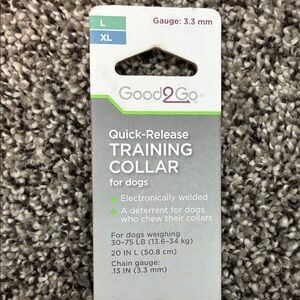 L
XL
Gauge: 3.3 mm
Good2Go
Quick-Release
TRAINING
COLLAR
for dogs
Electronically welded
A deterrent for dogs
who chew their collars
For dogs weighing
30-75 LB (13.6-34 kg)
20 IN L (50.8 cm)
Chain gauge:
.13 IN (3.3 mm)